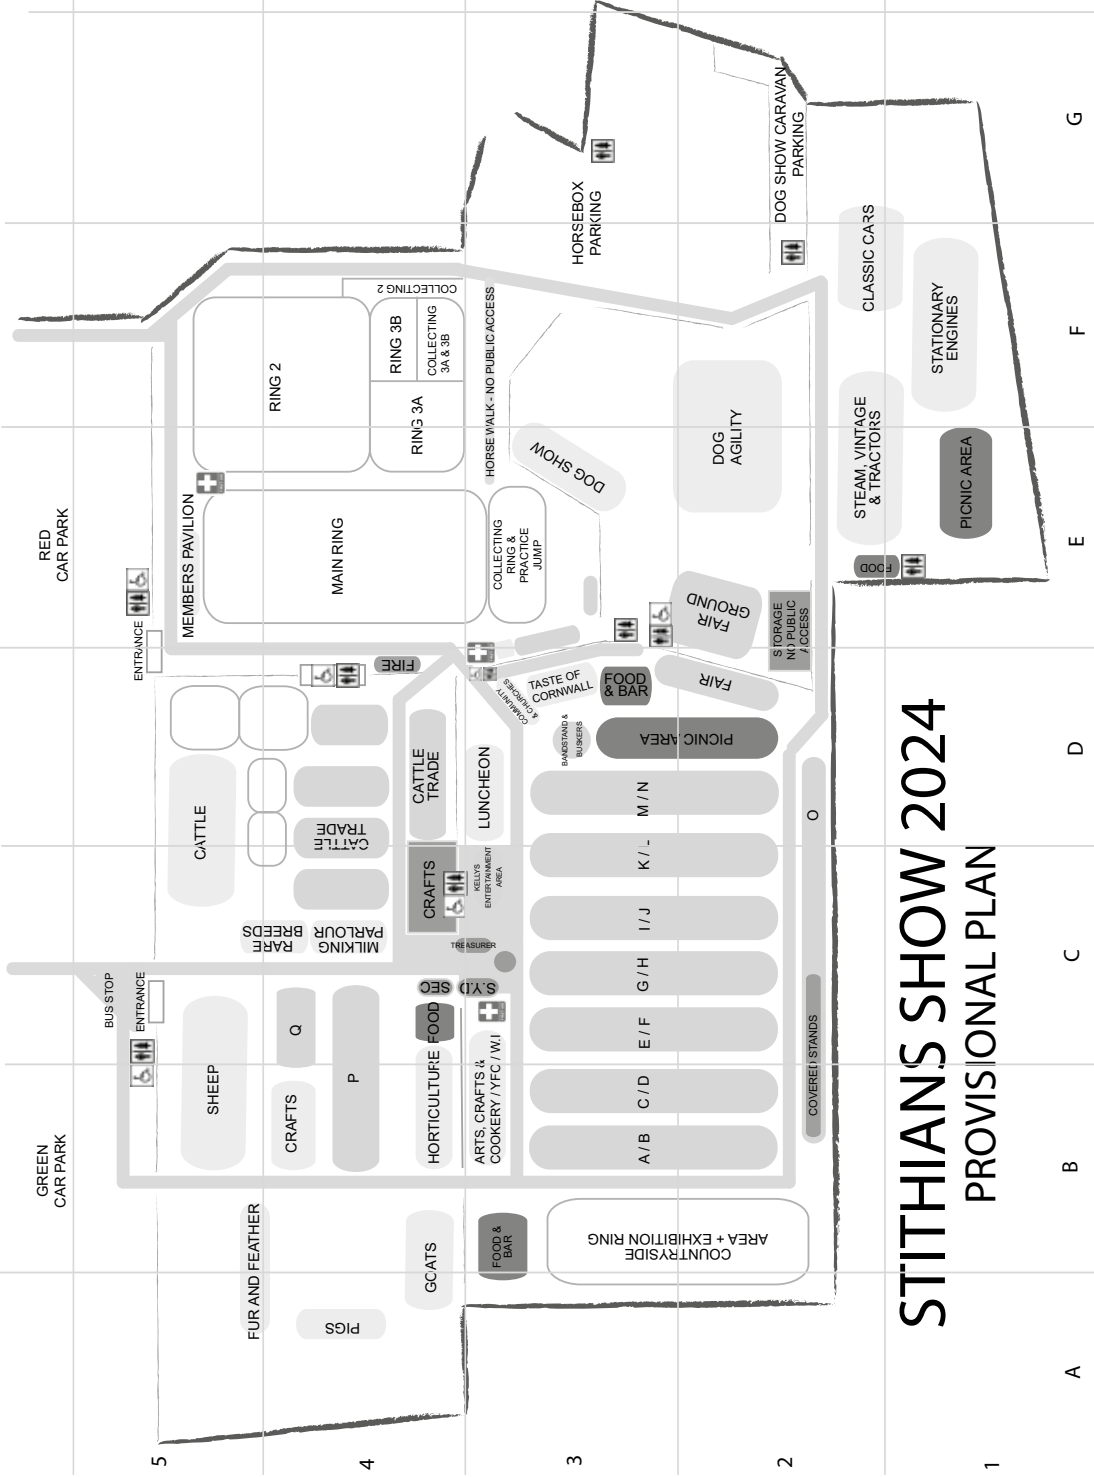 STITHIANS SHOW 2024
PROVISIONAL PLAN
RED
CAR PARK
GREEN
CAR PARK
BUS STOP
ENTRANCE
ENTRANCE
MEMBERS PAVILION
RING 2
COLLECTING 2
RING 3B
COLLECTING
3A & 3B
RING 3A
HORSE WALK - NO PUBLIC ACCESS
MAIN RING
COLLECTING
RING &
PRACTICE
JUMP
HORSEBOX
PARKING
DOG SHOW CARAVAN
PARKING
CLASSIC CARS
STATIONARY
ENGINES
STEAM, VINTAGE
& TRACTORS
PICNIC AREA
FOOD
DOG SHOW
DOG
AGILITY
FAIR
GROUND
STORAGE
NO PUBLIC
ACCESS
FAIR
FIRE
COMMUNITY
& CHURCHES
TASTE OF
CORNWALL
FOOD
& BAR
BANDSTAND &
BUSKERS
PICNIC AREA
CATTLE
CATTLE
TRADE
CATTLE
TRADE
LUNCHEON
CRAFTS
KELLYS
ENTERTAINMENT
AREA
RARE
BREEDS
MILKING
PARLOUR
TREASURER
SEC
S.Y.D
M / N
K / L
I / J
G / H
E / F
C / D
A / B
O
COVERED STANDS
SHEEP
Q
CRAFTS
P
FOOD
HORTICULTURE
ARTS, CRAFTS &
COOKERY / YFC / W.I
FUR AND FEATHER
PIGS
GOATS
FOOD &
BAR
COUNTRYSIDE
AREA + EXHIBITION RING
A
B
C
D
E
F
G
5
4
3
2
1